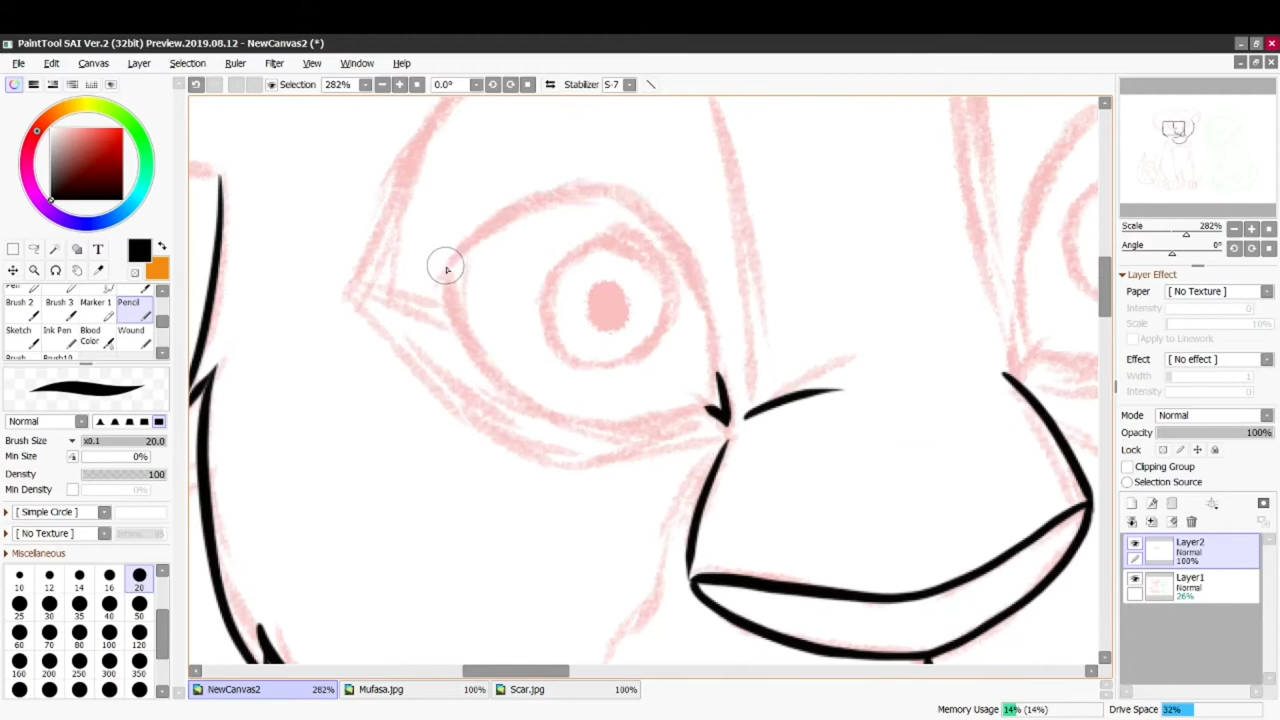 PaintTool SAI Ver.2 (32bit) Preview.2019.08.12 - NewCanvas2 (*)
File Edit Canvas Layer Selection Ruler Filter View Window Help
Selection 282% 0.0° Stabilizer S-7
T
Brush 2 Brush 3 Marker 1 Pencil
Sketch Ink Pen Blood Color Wound
Normal
Brush Size x0.1 20.0
Min Size 0%
Density 100
Min Density 0%
[ Simple Circle ]
[ No Texture ]
Miscellaneous
10 12 14 16 20
25 30 35 40 50
60 70 80 100 120
160 200 250 300 350
Scale 282%
Angle 0°
Layer Effect
Paper [ No Texture ]
Intensity 0
Scale 10%
Apply to Linework
Effect [ No effect ]
Width 1
Intensity 0
Mode Normal
Opacity 100%
Lock
Clipping Group
Selection Source
Layer2
Normal
100%
Layer1
Normal
26%
NewCanvas2 282% Mufasa.jpg 100% Scar.jpg 100%
Memory Usage 14% (14%) Drive Space 32%